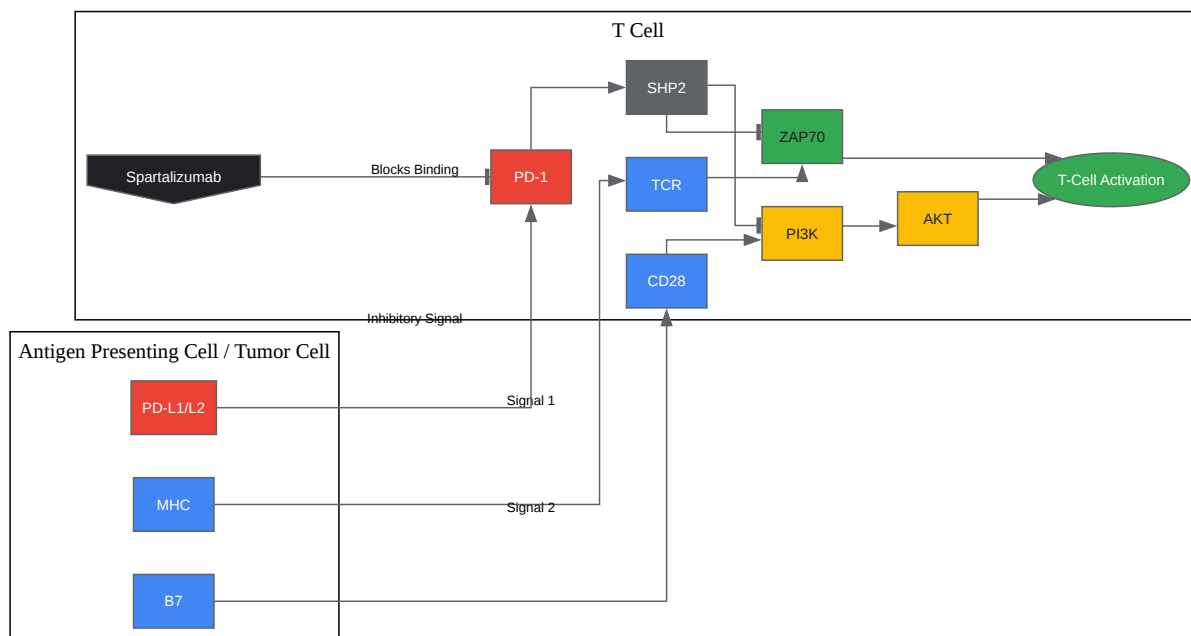 T Cell
SHP2
ZAP70
Blocks Binding
Spartalizumab
PD-1
TCR
T-Cell Activation
AKT
PI3K
CD28
Inhibitory Signal
Antigen Presenting Cell / Tumor Cell
PD-L1/L2
Signal 1
MHC
Signal 2
B7